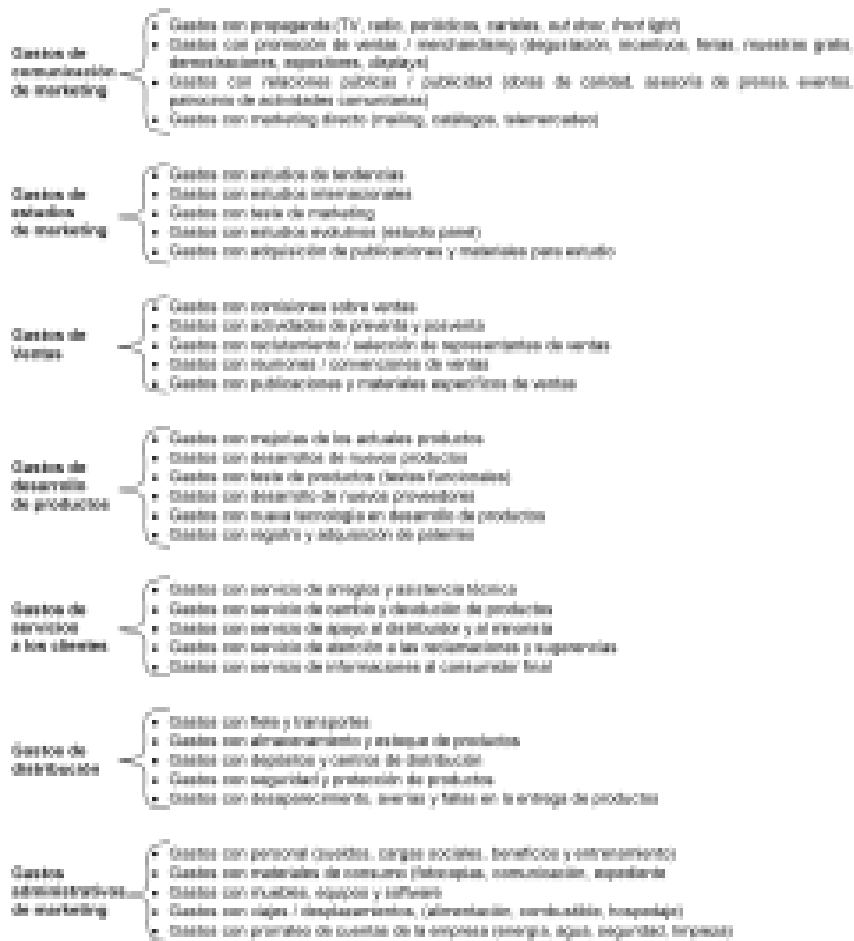 Gastos de
comunicación
de marketing
• Gastos con propaganda (TV, radio, periódicos, carteles, out door, front light)
• Gastos con promoción de ventas / merchandising (degustación, incentivos, ferias, muestras gratis,
demostraciones, expositores, displays)
• Gastos con relaciones públicas / publicidad (obras de calidad, asesoría de prensa, eventos,
patrocinio de actividades comunitarias)
• Gastos con marketing directo (mailing, catálogos, telemercadeo)
Gastos de
estudios
de marketing
• Gastos con estudios de tendencias
• Gastos con estudios internacionales
• Gastos con teste de marketing
• Gastos con estudios evolutivos (estudio panel)
• Gastos con adquisición de publicaciones y materiales para estudio
Gastos de
Ventas
• Gastos con comisiones sobre ventas
• Gastos con actividades de preventa y posventa
• Gastos con reclutamiento / selección de representantes de ventas
• Gastos con reuniones / convenciones de ventas
• Gastos con publicaciones y materiales específicos de ventas
Gastos de
desarrollo
de productos
• Gastos con mejorías de los actuales productos
• Gastos con desarrollos de nuevos productos
• Gastos con teste de productos (testes funcionales)
• Gastos con desarrollo de nuevos proveedores
• Gastos con nueva tecnología en desarrollo de productos
• Gastos con registro y adquisición de patentes
Gastos de
servicios
a los clientes
• Gastos con servicio de arreglos y asistencia técnica
• Gastos con servicio de cambio y devolución de productos
• Gastos con servicio de apoyo al distribuidor y al minorista
• Gastos con servicio de atención a las reclamaciones y sugerencias
• Gastos con servicio de informaciones al consumidor final
Gastos de
distribución
• Gastos con flete y transportes
• Gastos con almacenamiento y estoque de productos
• Gastos con depósitos y centros de distribución
• Gastos con seguridad y protección de productos
• Gastos con desaparecimento, averías y faltas en la entrega de productos
Gastos
administrativos
de marketing
• Gastos con personal (sueldos, cargas sociales, beneficios y entrenamiento)
• Gastos con materiales de consumo (fotocopias, comunicación, expediente
• Gastos con muebles, equipos y software
• Gastos con viajes / desplazamientos, (alimentación, combustible, hospedaje)
• Gastos con prorrateo de cuentas de la empresa (energía, agua, seguridad, limpieza)